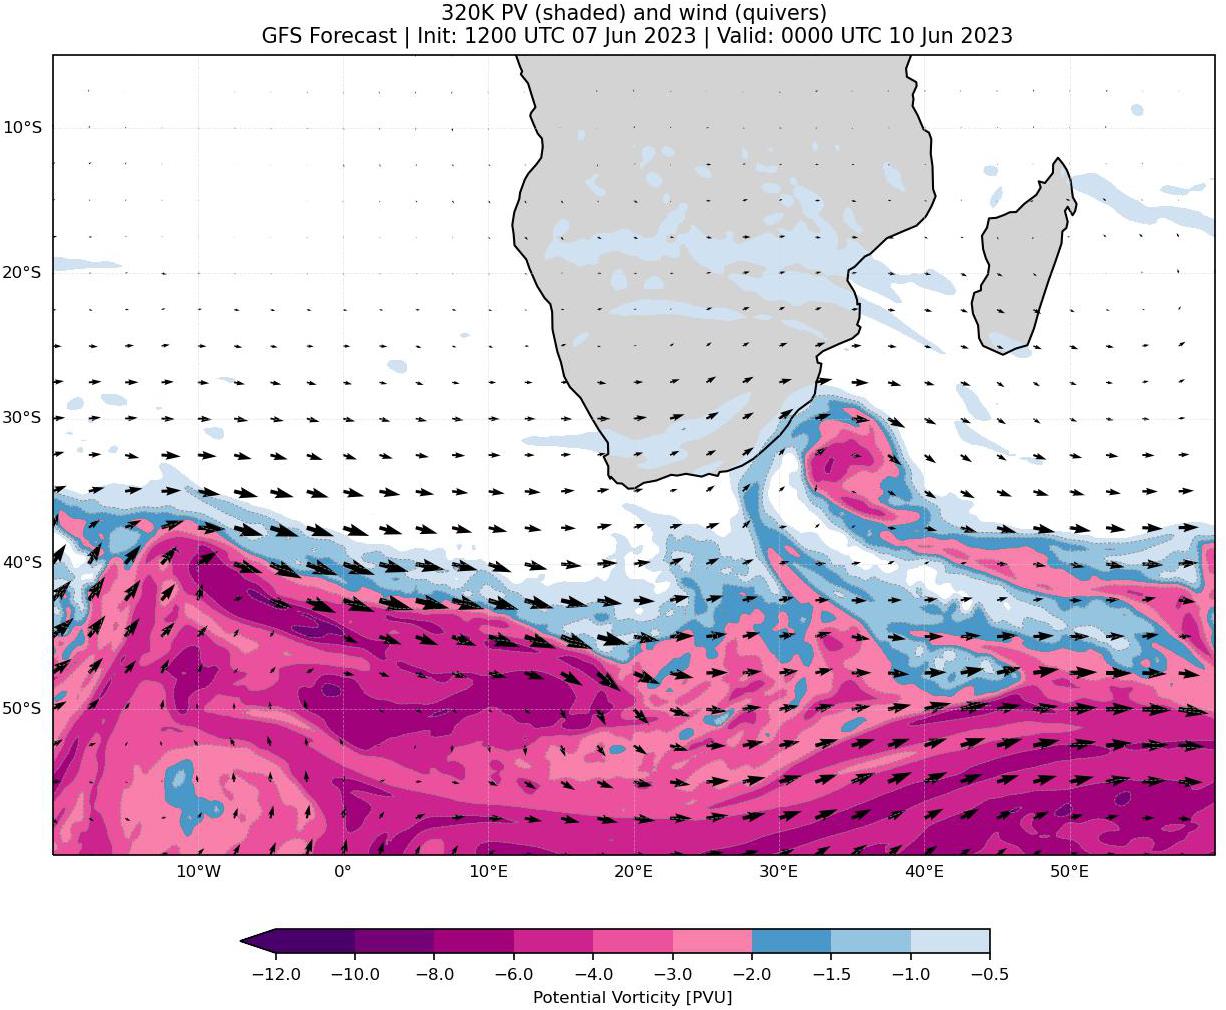 320K PV (shaded) and wind (quivers)
GFS Forecast | Init: 1200 UTC 07 Jun 2023 | Valid: 0000 UTC 10 Jun 2023
10°S
20°S
30°S
40°S
50°S
10°W 0° 10°E 20°E 30°E 40°E 50°E
−12.0 −10.0 −8.0 −6.0 −4.0 −3.0 −2.0 −1.5 −1.0 −0.5
Potential Vorticity [PVU]